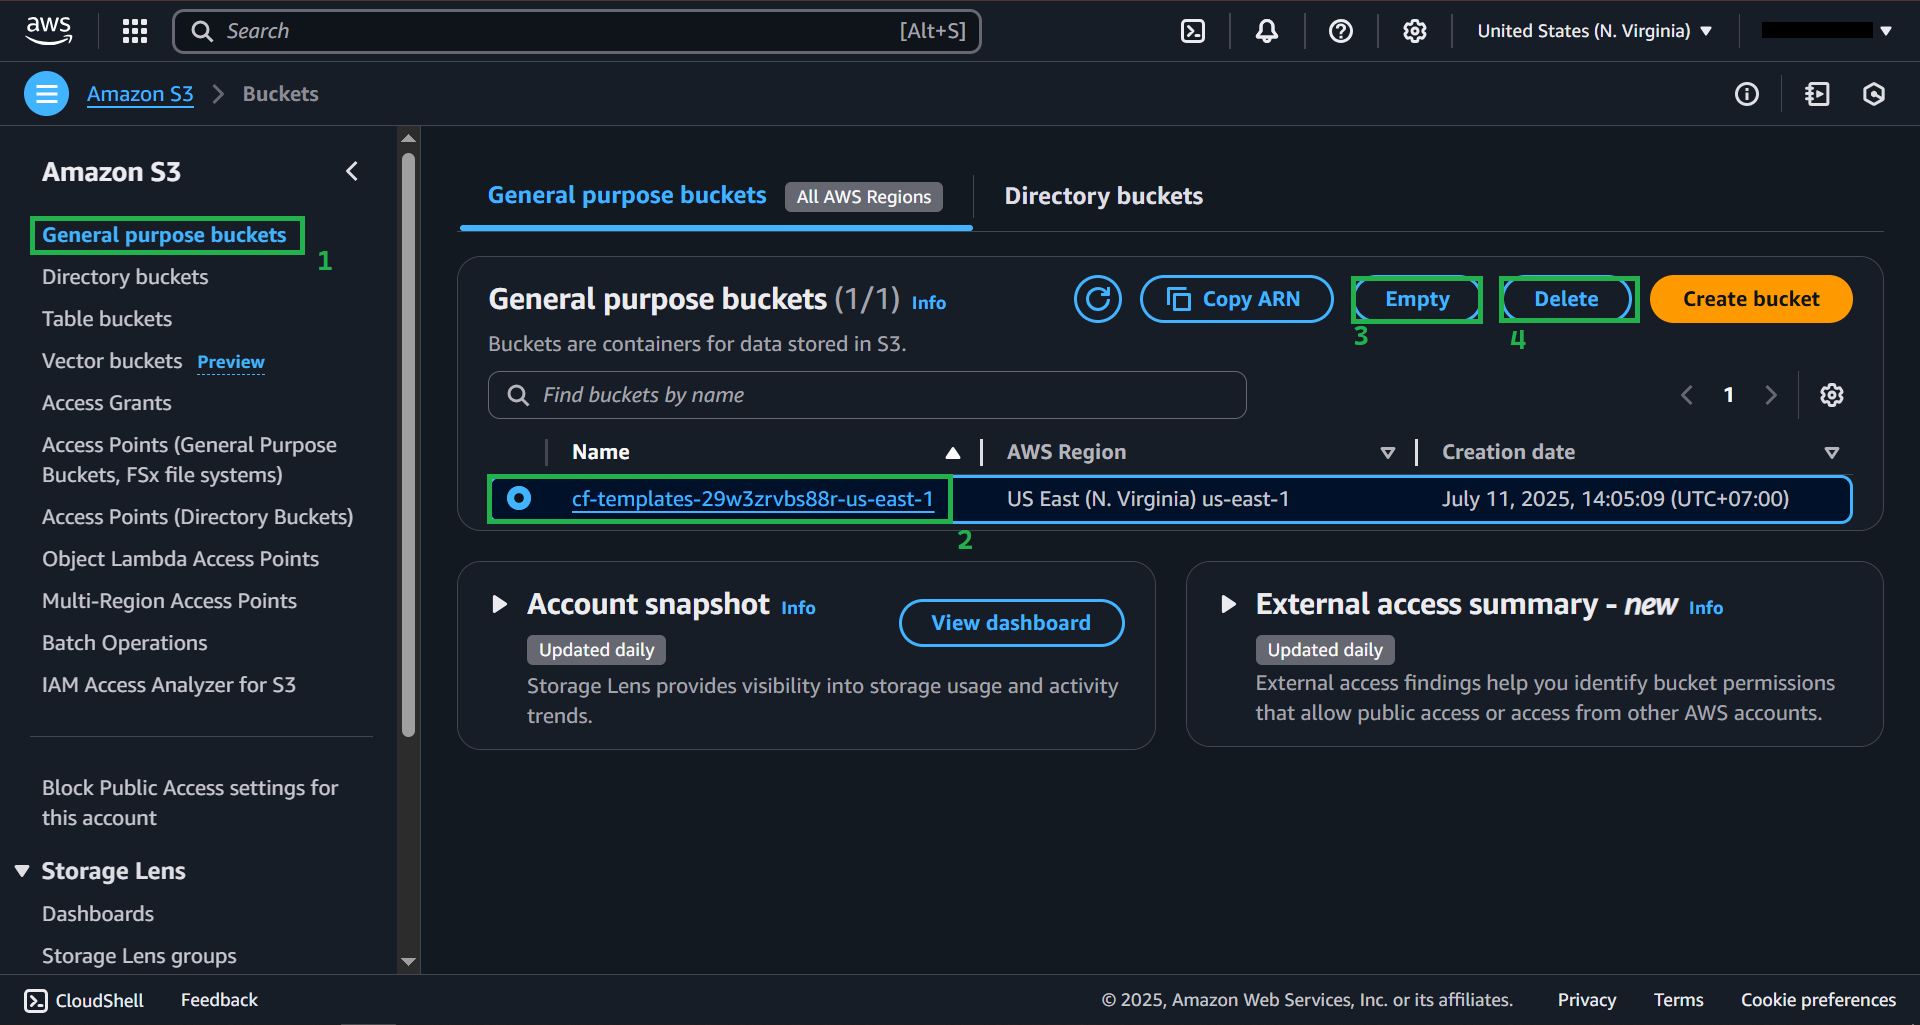 aws
Search [Alt+S]
United States (N. Virginia)
Amazon S3 Buckets
Amazon S3
General purpose buckets
1
Directory buckets
Table buckets
Vector buckets Preview
Access Grants
Access Points (General Purpose
Buckets, FSx file systems)
Access Points (Directory Buckets)
Object Lambda Access Points
Multi-Region Access Points
Batch Operations
IAM Access Analyzer for S3
Block Public Access settings for
this account
Storage Lens
Dashboards
Storage Lens groups
General purpose buckets All AWS Regions Directory buckets
General purpose buckets (1/1) Info
Copy ARN Empty Delete Create bucket
3 4
Buckets are containers for data stored in S3.
Find buckets by name
1
Name AWS Region Creation date
cf-templates-29w3zrvbs88r-us-east-1 US East (N. Virginia) us-east-1 July 11, 2025, 14:05:09 (UTC+07:00)
2
Account snapshot Info
View dashboard
Updated daily
Storage Lens provides visibility into storage usage and activity
trends.
External access summary - new Info
Updated daily
External access findings help you identify bucket permissions
that allow public access or access from other AWS accounts.
CloudShell Feedback © 2025, Amazon Web Services, Inc. or its affiliates. Privacy Terms Cookie preferences